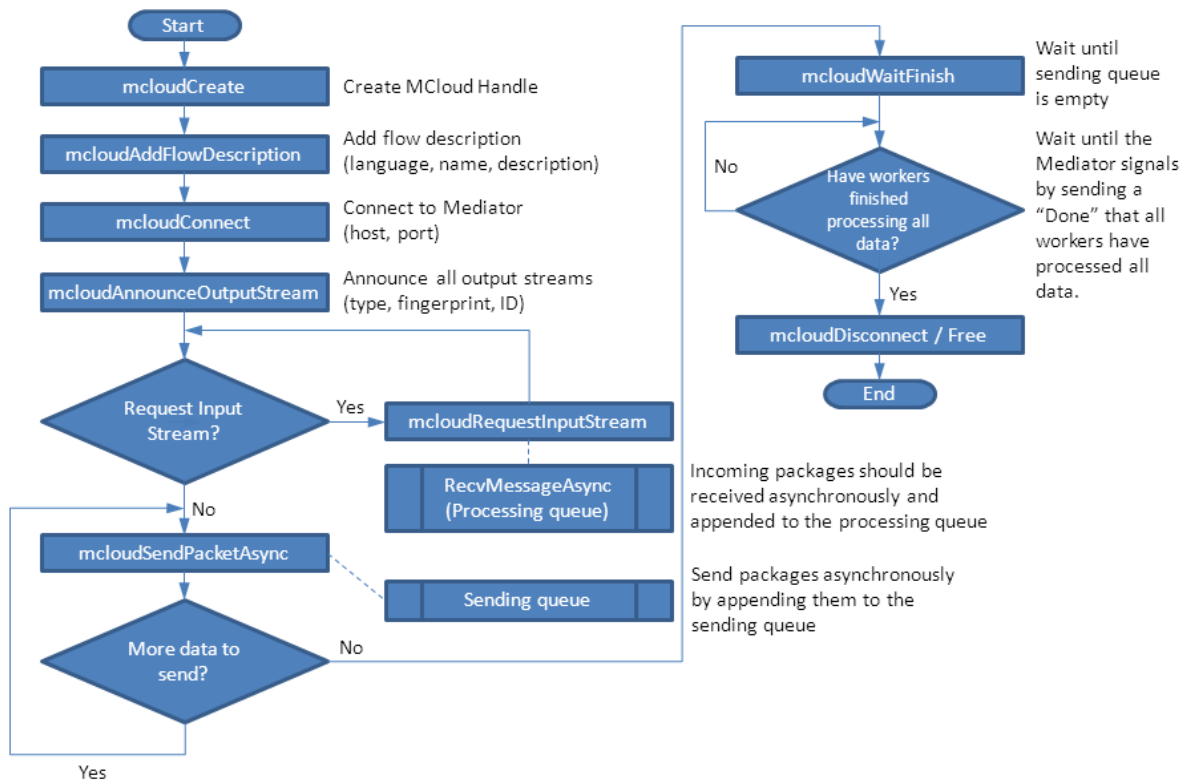 Start
mcloudCreate
Create MCloud Handle
mcloudAddFlowDescription
Add flow description
(language, name, description)
mcloudConnect
Connect to Mediator
(host, port)
mcloudAnnounceOutputStream
Announce all output streams
(type, fingerprint, ID)
Request Input
Stream?
Yes
mcloudRequestInputStream
RecvMessageAsync
(Processing queue)
Incoming packages should be
received asynchronously and
appended to the processing queue
No
mcloudSendPacketAsync
Sending queue
Send packages asynchronously
by appending them to the
sending queue
More data to
send?
No
Yes
mcloudWaitFinish
Wait until
sending queue
is empty
No
Have workers
finished
processing all
data?
Wait until the
Mediator signals
by sending a
“Done” that all
workers have
processed all
data.
Yes
mcloudDisconnect / Free
End